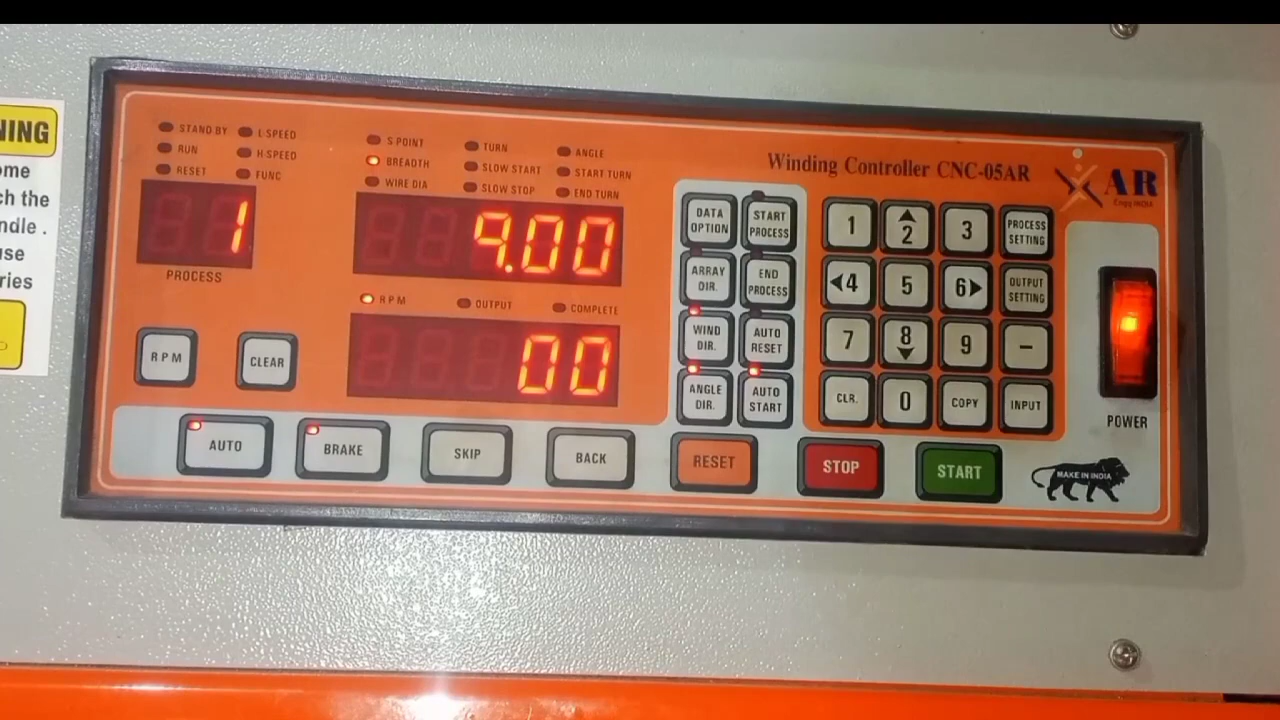 NING
ome
ch the
ndle .
use
ries
STAND BY
RUN
RESET
L-SPEED
H-SPEED
FUNC
S POINT
BREADTH
WIRE DIA
TURN
SLOW START
SLOW STOP
ANGLE
START TURN
END TURN
Winding Controller CNC-05AR
AR
Engg INDIA
1
PROCESS
9.00
RPM
OUTPUT
COMPLETE
00
RPM
CLEAR
DATA OPTION
START PROCESS
ARRAY DIR.
END PROCESS
WIND DIR.
AUTO RESET
ANGLE DIR.
AUTO START
1
2
3
PROCESS SETTING
4
5
6
OUTPUT SETTING
7
8
9
–
CLR.
0
COPY
INPUT
POWER
AUTO
BRAKE
SKIP
BACK
RESET
STOP
START
MAKE IN INDIA